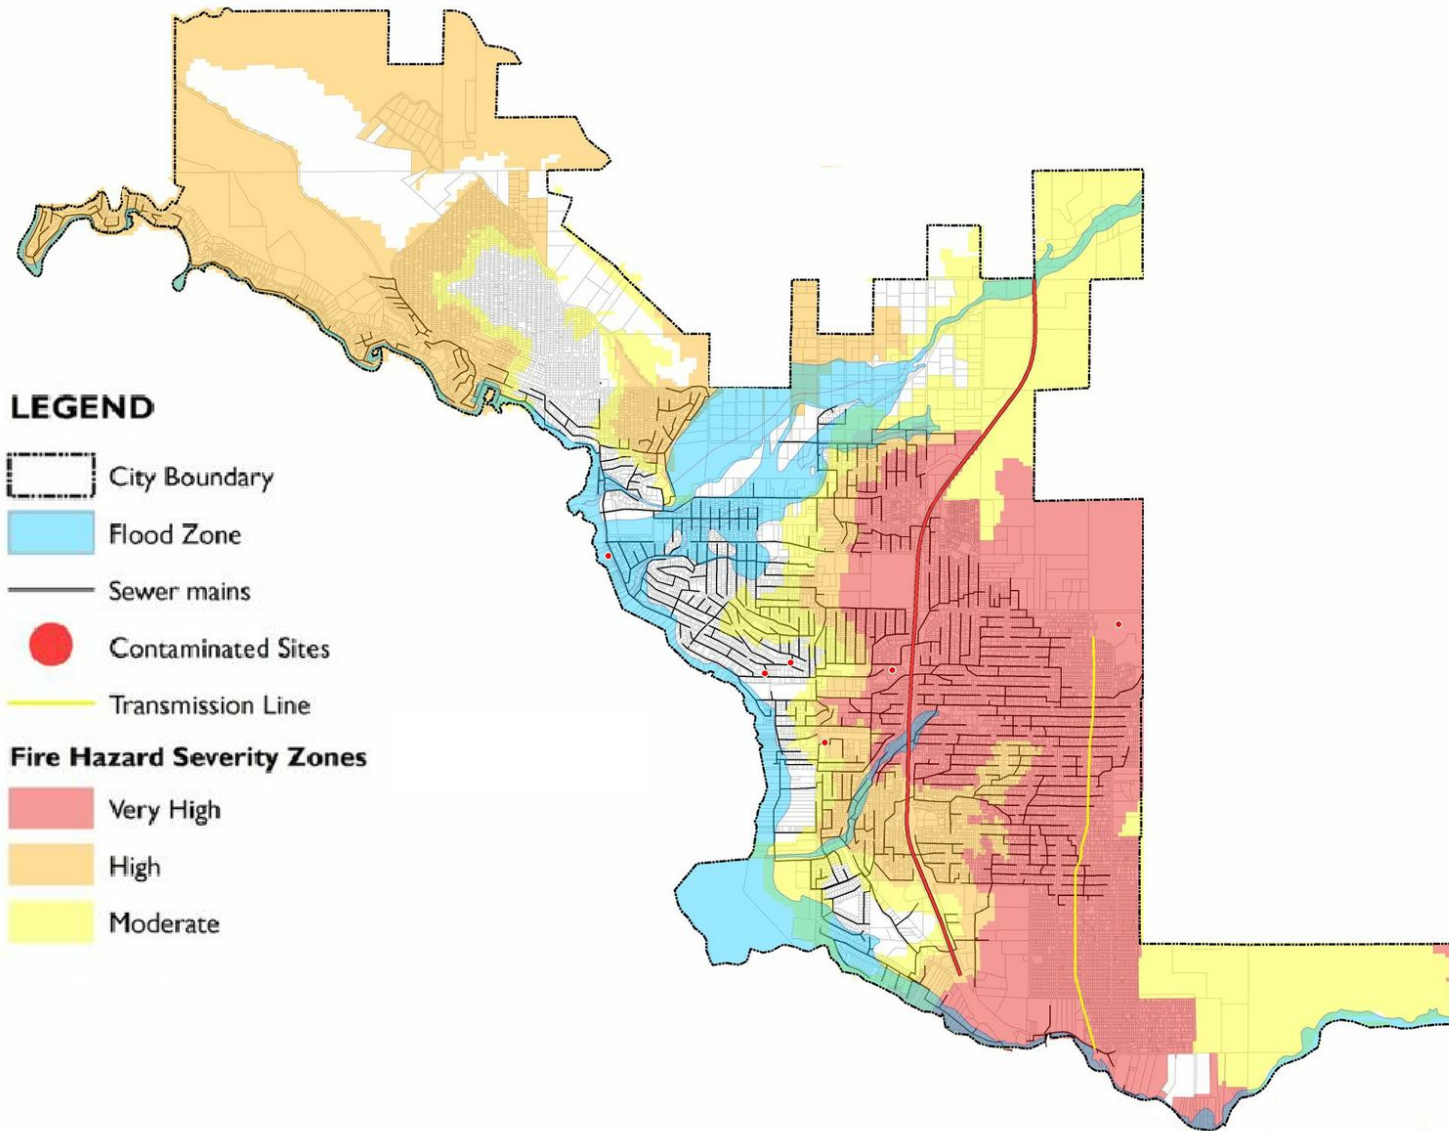 LEGEND
City Boundary
Flood Zone
Sewer mains
Contaminated Sites
Transmission Line
Fire Hazard Severity Zones
Very High
High
Moderate